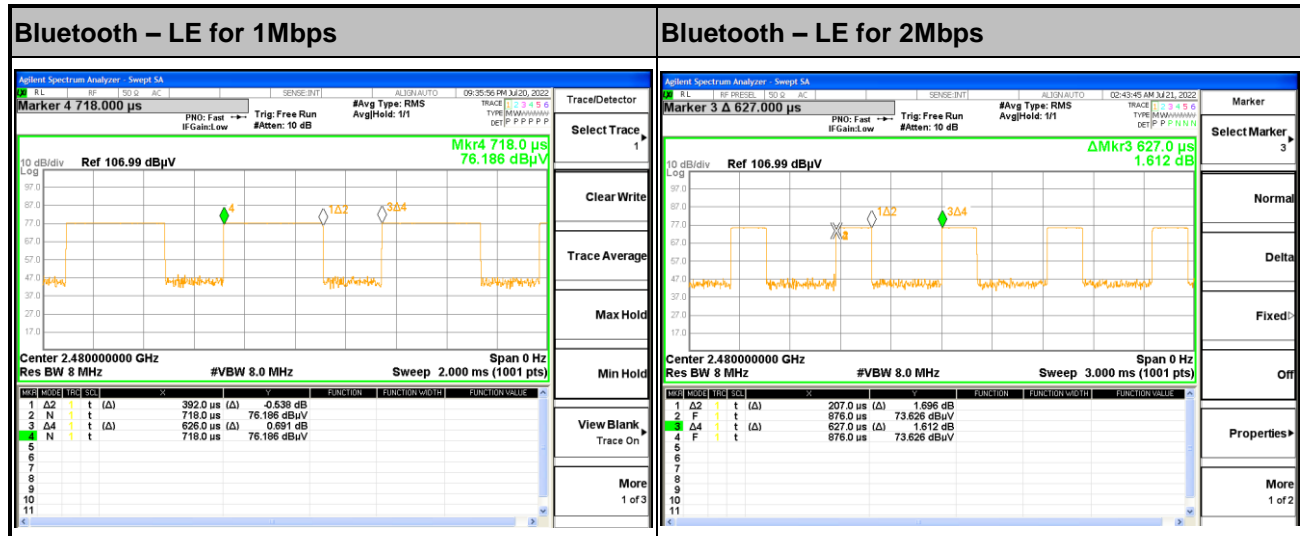 Bluetooth – LE for 1Mbps
Agilent Spectrum Analyzer - Swept SA
RL RF 50 Ω AC SENSE:INT ALIGNAUTO 09:35:56 PM Jul 20, 2022
Marker 4 718.000 µs
PNO: Fast
IFGain:Low
Trig: Free Run
#Atten: 10 dB
#Avg Type: RMS
Avg|Hold: 1/1
TRACE 1 2 3 4 5 6
TYPE MWWWWW
DET P P P P P P
Mkr4 718.0 µs
76.186 dBµV
10 dB/div Ref 106.99 dBµV
Log
97.0
87.0
77.0
67.0
57.0
47.0
37.0
27.0
17.0
4
1Δ2
3Δ4
Center 2.480000000 GHz Span 0 Hz
Res BW 8 MHz #VBW 8.0 MHz Sweep 2.000 ms (1001 pts)
MKR MODE TRC SCL X Y FUNCTION FUNCTION WIDTH FUNCTION VALUE
1 Δ2 1 t (Δ) 392.0 µs (Δ) -0.538 dB
2 N 1 t 718.0 µs 76.186 dBµV
3 Δ4 1 t (Δ) 626.0 µs (Δ) 0.691 dB
4 N 1 t 718.0 µs 76.186 dBµV
5
6
7
8
9
10
11
Trace/Detector
Select Trace
1
Clear Write
Trace Average
Max Hold
Min Hold
View Blank
Trace On
More
1 of 3
Bluetooth – LE for 2Mbps
Agilent Spectrum Analyzer - Swept SA
RL RF PRESEL 50 Ω AC SENSE:INT ALIGNAUTO 02:43:45 AM Jul 21, 2022
Marker 3 Δ 627.000 µs
PNO: Fast
IFGain:Low
Trig: Free Run
#Atten: 10 dB
#Avg Type: RMS
Avg|Hold: 1/1
TRACE 1 2 3 4 5 6
TYPE MWWWWW
DET P P P N N N
ΔMkr3 627.0 µs
1.612 dB
10 dB/div Ref 106.99 dBµV
Log
97.0
87.0
77.0
67.0
57.0
47.0
37.0
27.0
17.0
1Δ2
3Δ4
Center 2.480000000 GHz Span 0 Hz
Res BW 8 MHz #VBW 8.0 MHz Sweep 3.000 ms (1001 pts)
MKR MODE TRC SCL X Y FUNCTION FUNCTION WIDTH FUNCTION VALUE
1 Δ2 1 t (Δ) 207.0 µs (Δ) 1.696 dB
2 F 1 t 876.0 µs 73.626 dBµV
3 Δ4 1 t (Δ) 627.0 µs (Δ) 1.612 dB
4 F 1 t 876.0 µs 73.626 dBµV
5
6
7
8
9
10
11
Marker
Select Marker
3
Normal
Delta
Fixed
Off
Properties
More
1 of 2